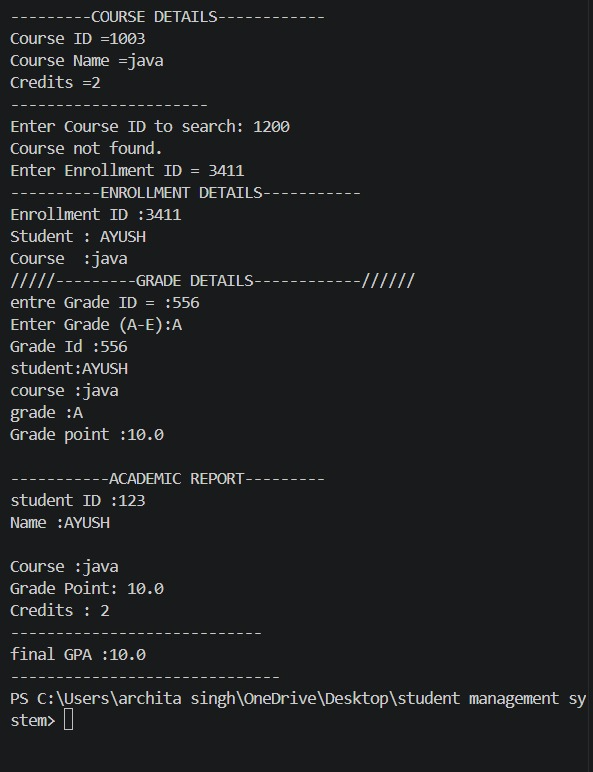 ---------COURSE DETAILS------------
Course ID =1003
Course Name =java
Credits =2
----------------------
Enter Course ID to search: 1200
Course not found.
Enter Enrollment ID = 3411
----------ENROLLMENT DETAILS-----------
Enrollment ID :3411
Student : AYUSH
Course  :java
/////---------GRADE DETAILS------------//////
entre Grade ID = :556
Enter Grade (A-E):A
Grade Id :556
student:AYUSH
course :java
grade :A
Grade point :10.0
-----------ACADEMIC REPORT---------
student ID :123
Name :AYUSH
Course :java
Grade Point: 10.0
Credits : 2
----------------------------
final GPA :10.0
------------------------------
PS C:\Users\archita singh\OneDrive\Desktop\student management sy
stem>